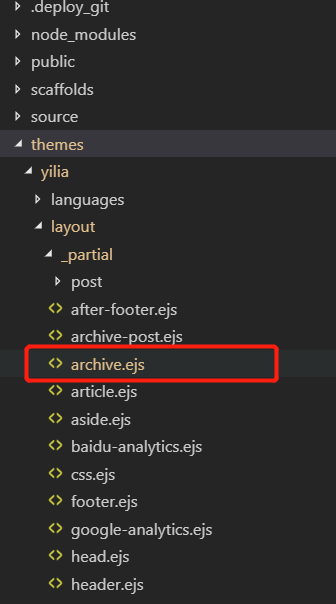 .deploy_git
node_modules
public
scaffolds
source
themes
yilia
languages
layout
_partial
post
after-footer.ejs
archive-post.ejs
archive.ejs
article.ejs
aside.ejs
baidu-analytics.ejs
css.ejs
footer.ejs
google-analytics.ejs
head.ejs
header.ejs